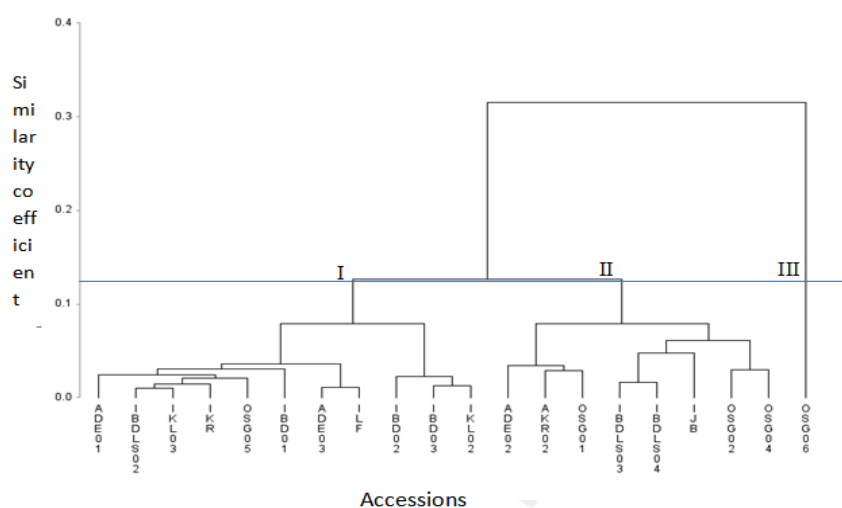 0.4
Si
mi
lar
ity
co
eff
ici
en
t
0.3
0.2
0.1
0.0
I
II
III
ADE01
IBDLS02
IKL03
IKR
OSG05
IBD01
ADE03
ILF
IBD02
IBD03
IKL02
ADE02
AKR02
OSG01
IBDLS03
IBDLS04
IJB
OSG02
OSG04
OSG06
Accessions